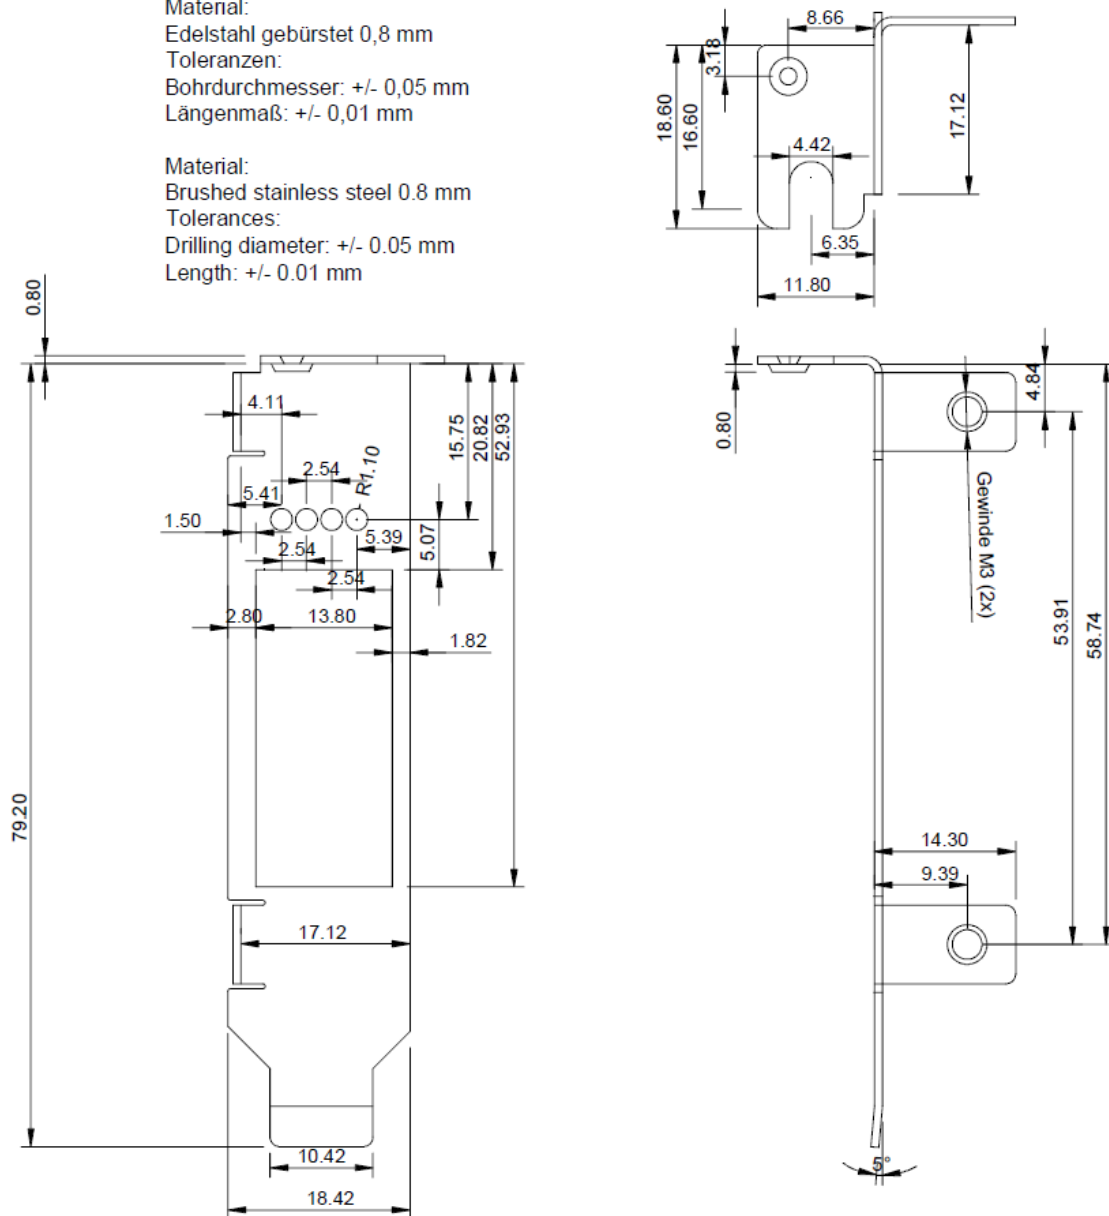 Material:
Edelstahl gebürstet 0,8 mm
Toleranzen:
Bohrdurchmesser: +/- 0,05 mm
Längenmaß: +/- 0,01 mm
Material:
Brushed stainless steel 0.8 mm
Tolerances:
Drilling diameter: +/- 0.05 mm
Length: +/- 0.01 mm
8.66
3.18
18.60
16.60
4.42
17.12
6.35
11.80
0.80
4.11
15.75
20.82
52.93
2.54
R1.10
5.41
1.50
5.39
5.07
2.54
2.54
2.80
13.80
1.82
79.20
17.12
10.42
18.42
0.80
4.84
Gewinde M3 (2x)
53.91
58.74
14.30
9.39
5°